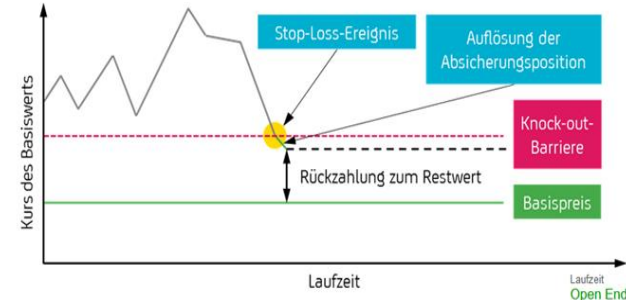 Stop-Loss-Ereignis
Auflösung der
Absicherungsposition
Knock-out-
Barriere
Rückzahlung zum Restwert
Basispreis
Kurs des Basiswerts
Laufzeit
Laufzeit
Open End